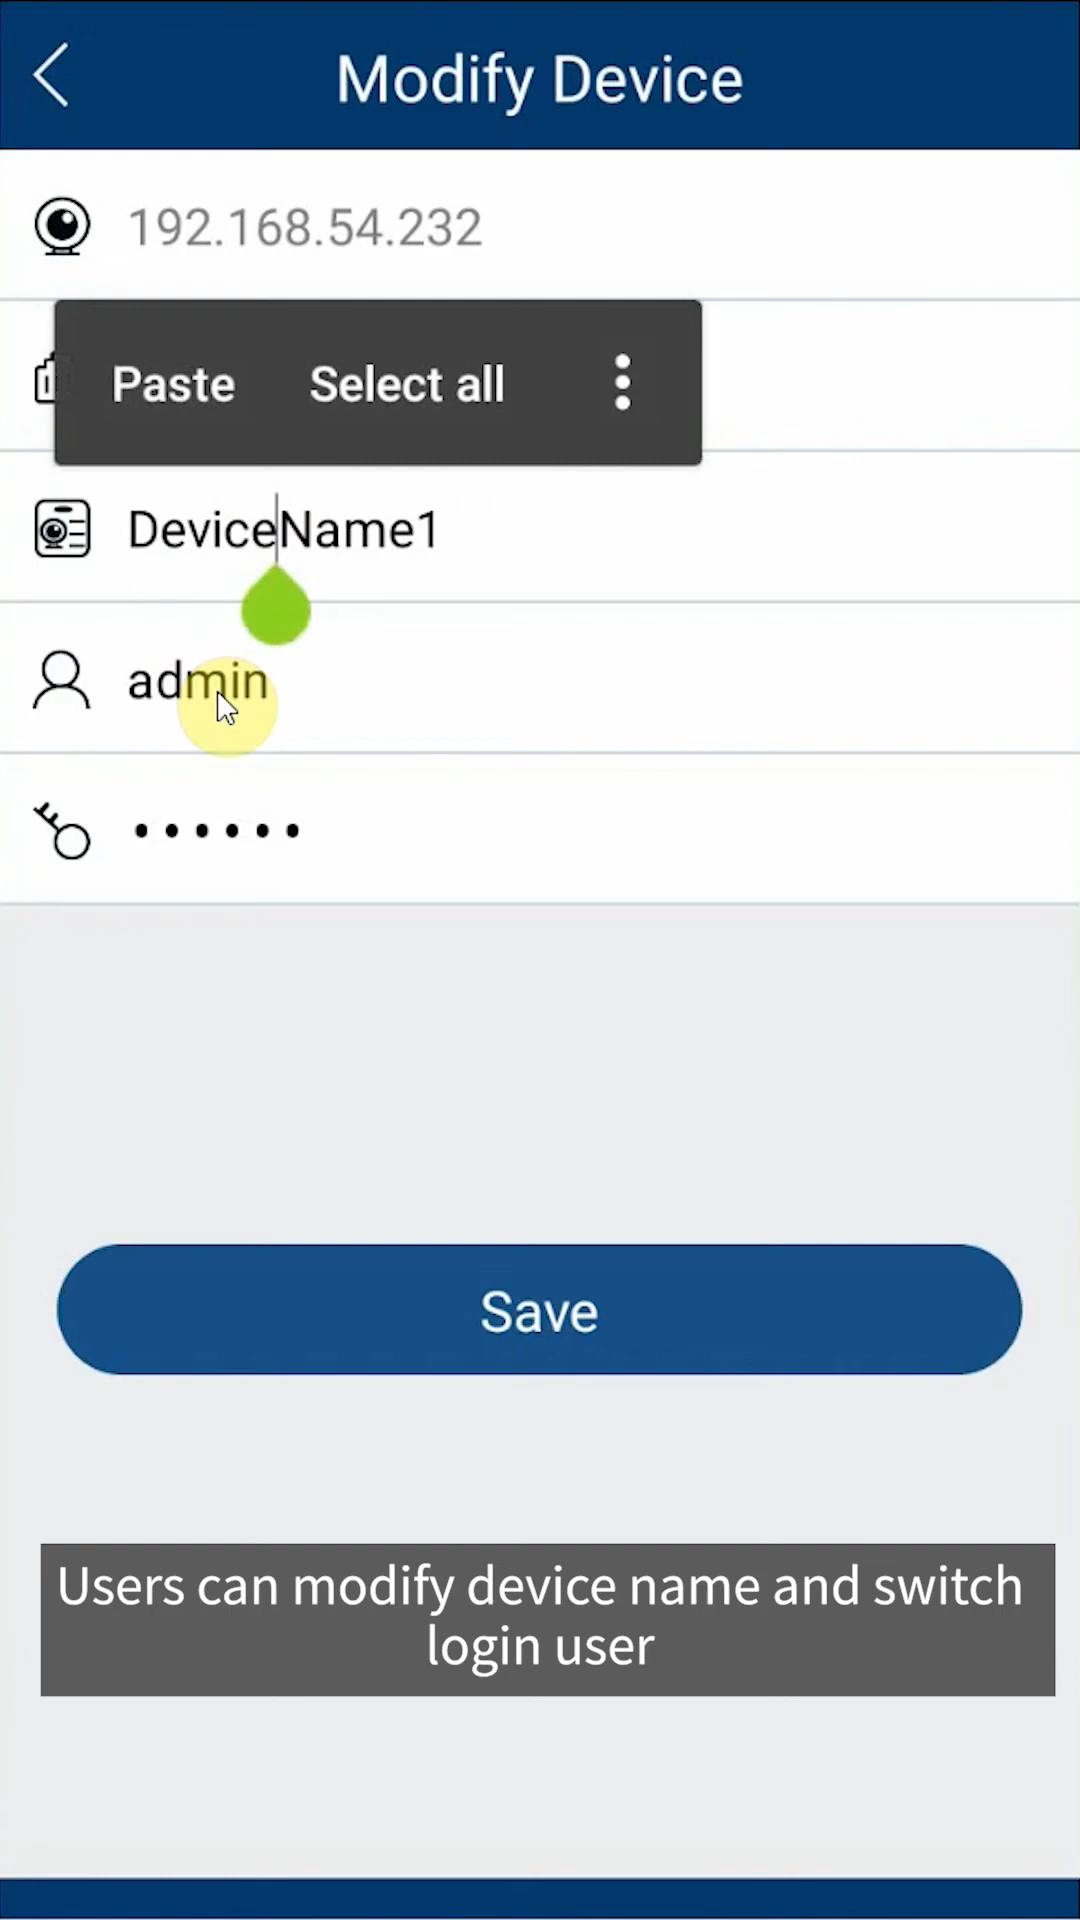 Modify Device
192.168.54.232
Paste Select all
DeviceName1
admin
Save
Users can modify device name and switch
login user